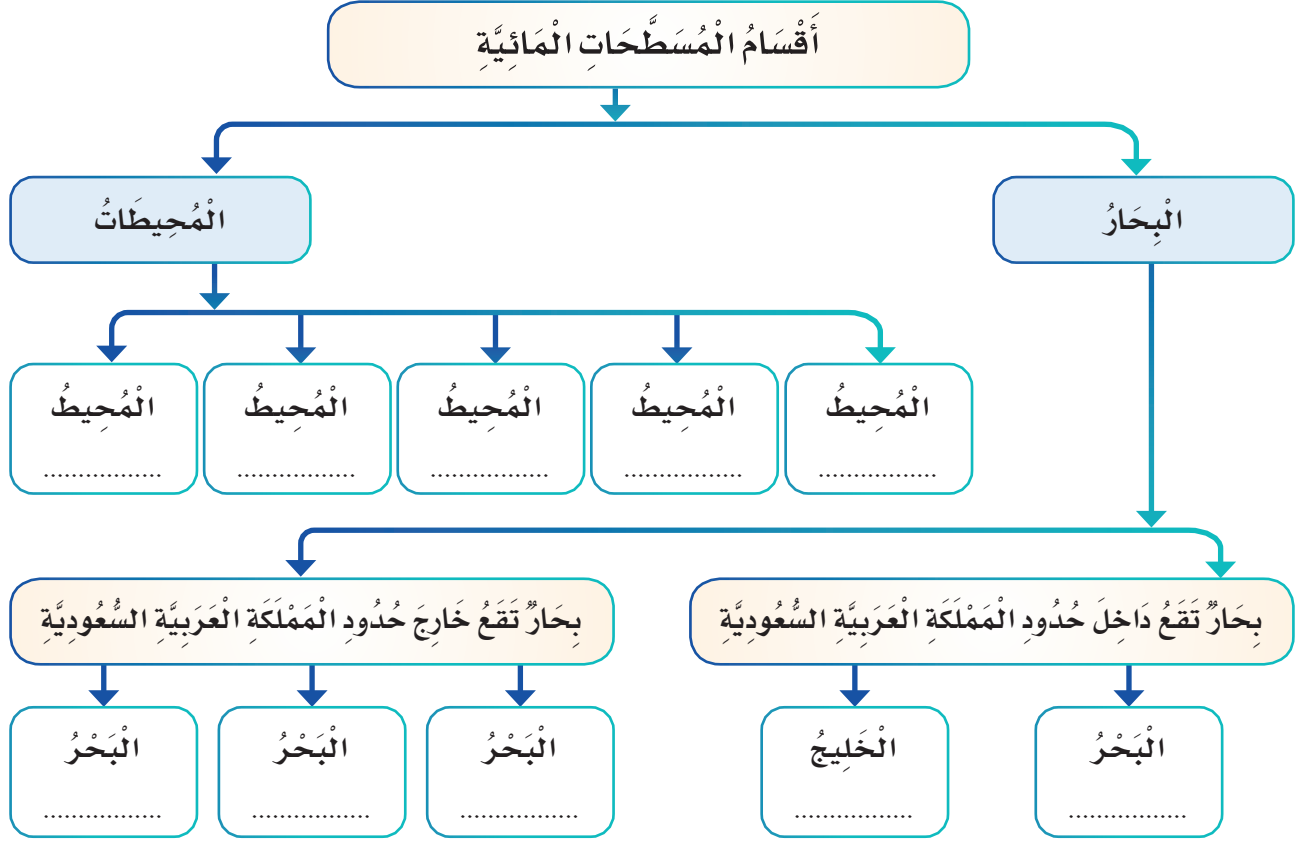 أَقْسَامُ الْمُسَطَّحَاتِ الْمَائِيَّةِ
الْبِحَارُ
الْمُحِيطَاتُ
الْمُحِيطُ
.................
الْمُحِيطُ
.................
الْمُحِيطُ
.................
الْمُحِيطُ
.................
الْمُحِيطُ
.................
بِحَارٌ تَقَعُ دَاخِلَ حُدُودِ الْمَمْلَكَةِ الْعَرَبِيَّةِ السُّعُودِيَّةِ
بِحَارٌ تَقَعُ خَارِجَ حُدُودِ الْمَمْلَكَةِ الْعَرَبِيَّةِ السُّعُودِيَّةِ
الْبَحْرُ
.................
الْخَلِيجُ
.................
الْبَحْرُ
.................
الْبَحْرُ
.................
الْبَحْرُ
.................